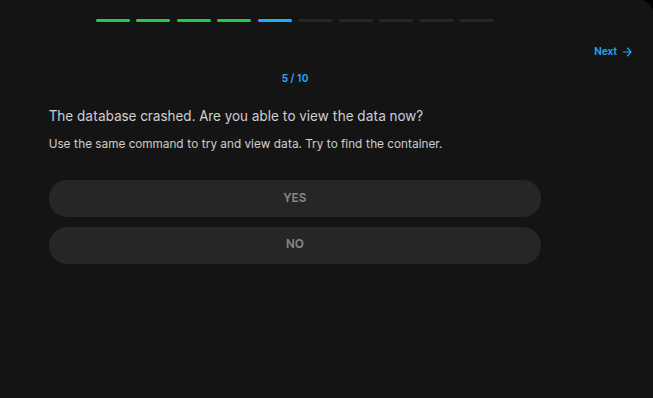 Next →
5 / 10
The database crashed. Are you able to view the data now?
Use the same command to try and view data. Try to find the container.
YES
NO